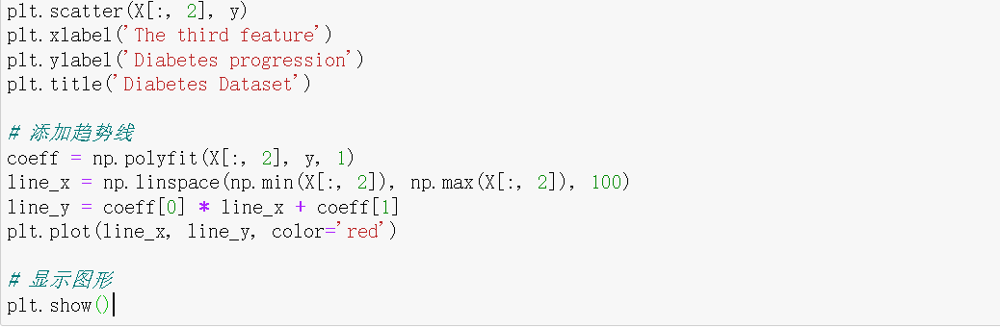 plt.scatter(X[:, 2], y)
plt.xlabel('The third feature')
plt.ylabel('Diabetes progression')
plt.title('Diabetes Dataset')
# 添加趋势线
coeff = np.polyfit(X[:, 2], y, 1)
line_x = np.linspace(np.min(X[:, 2]), np.max(X[:, 2]), 100)
line_y = coeff[0] * line_x + coeff[1]
plt.plot(line_x, line_y, color='red')
# 显示图形
plt.show()